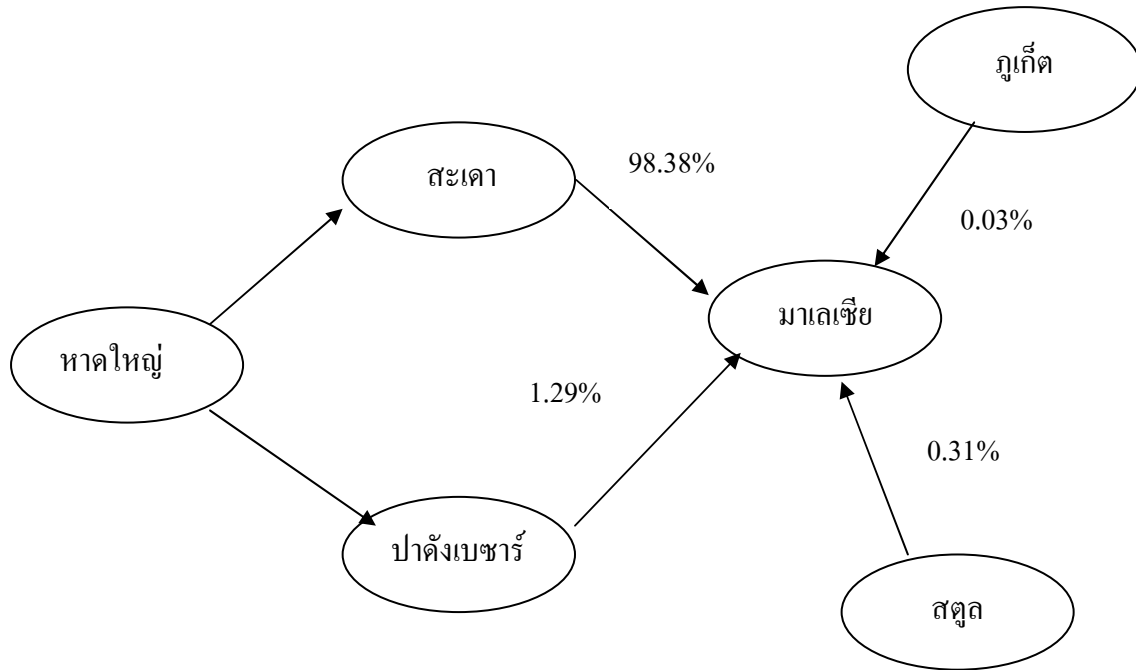 ภูเก็ต
สะเดา
98.38%
0.03%
มาเลเซีย
หาดใหญ่
1.29%
0.31%
ปาดังเบซาร์
สตูล